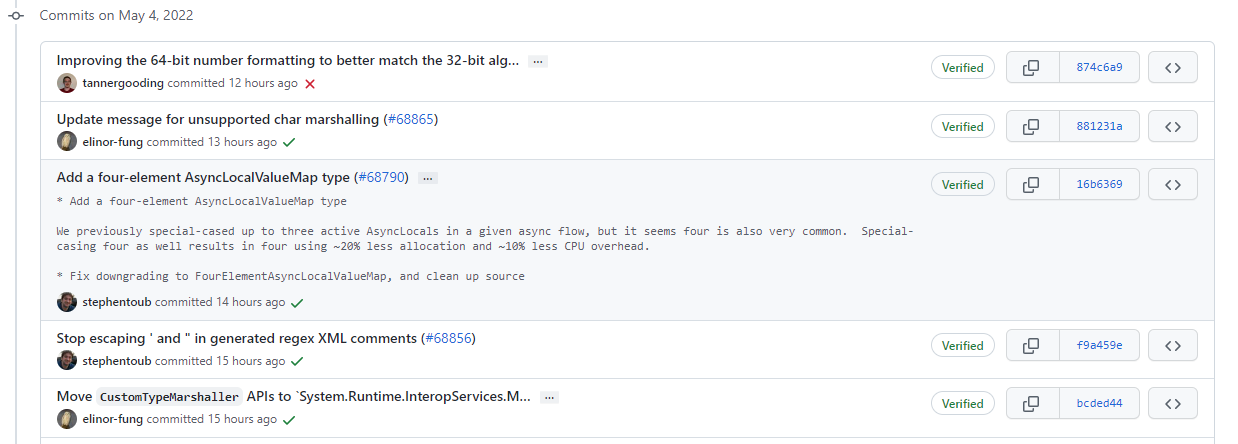 Commits on May 4, 2022
Improving the 64-bit number formatting to better match the 32-bit alg... ...
Verified 874c6a9
tannergooding committed 12 hours ago
Update message for unsupported char marshalling (#68865)
Verified 881231a
elinor-fung committed 13 hours ago
Add a four-element AsyncLocalValueMap type (#68790) ...
Verified 16b6369
* Add a four-element AsyncLocalValueMap type
We previously special-cased up to three active AsyncLocals in a given async flow, but it seems four is also very common.  Special-
casing four as well results in four using ~20% less allocation and ~10% less CPU overhead.
* Fix downgrading to FourElementAsyncLocalValueMap, and clean up source
stephentoub committed 14 hours ago
Stop escaping ' and " in generated regex XML comments (#68856)
Verified f9a459e
stephentoub committed 15 hours ago
Move CustomTypeMarshaller APIs to `System.Runtime.InteropServices.M... ...
Verified bcded44
elinor-fung committed 15 hours ago